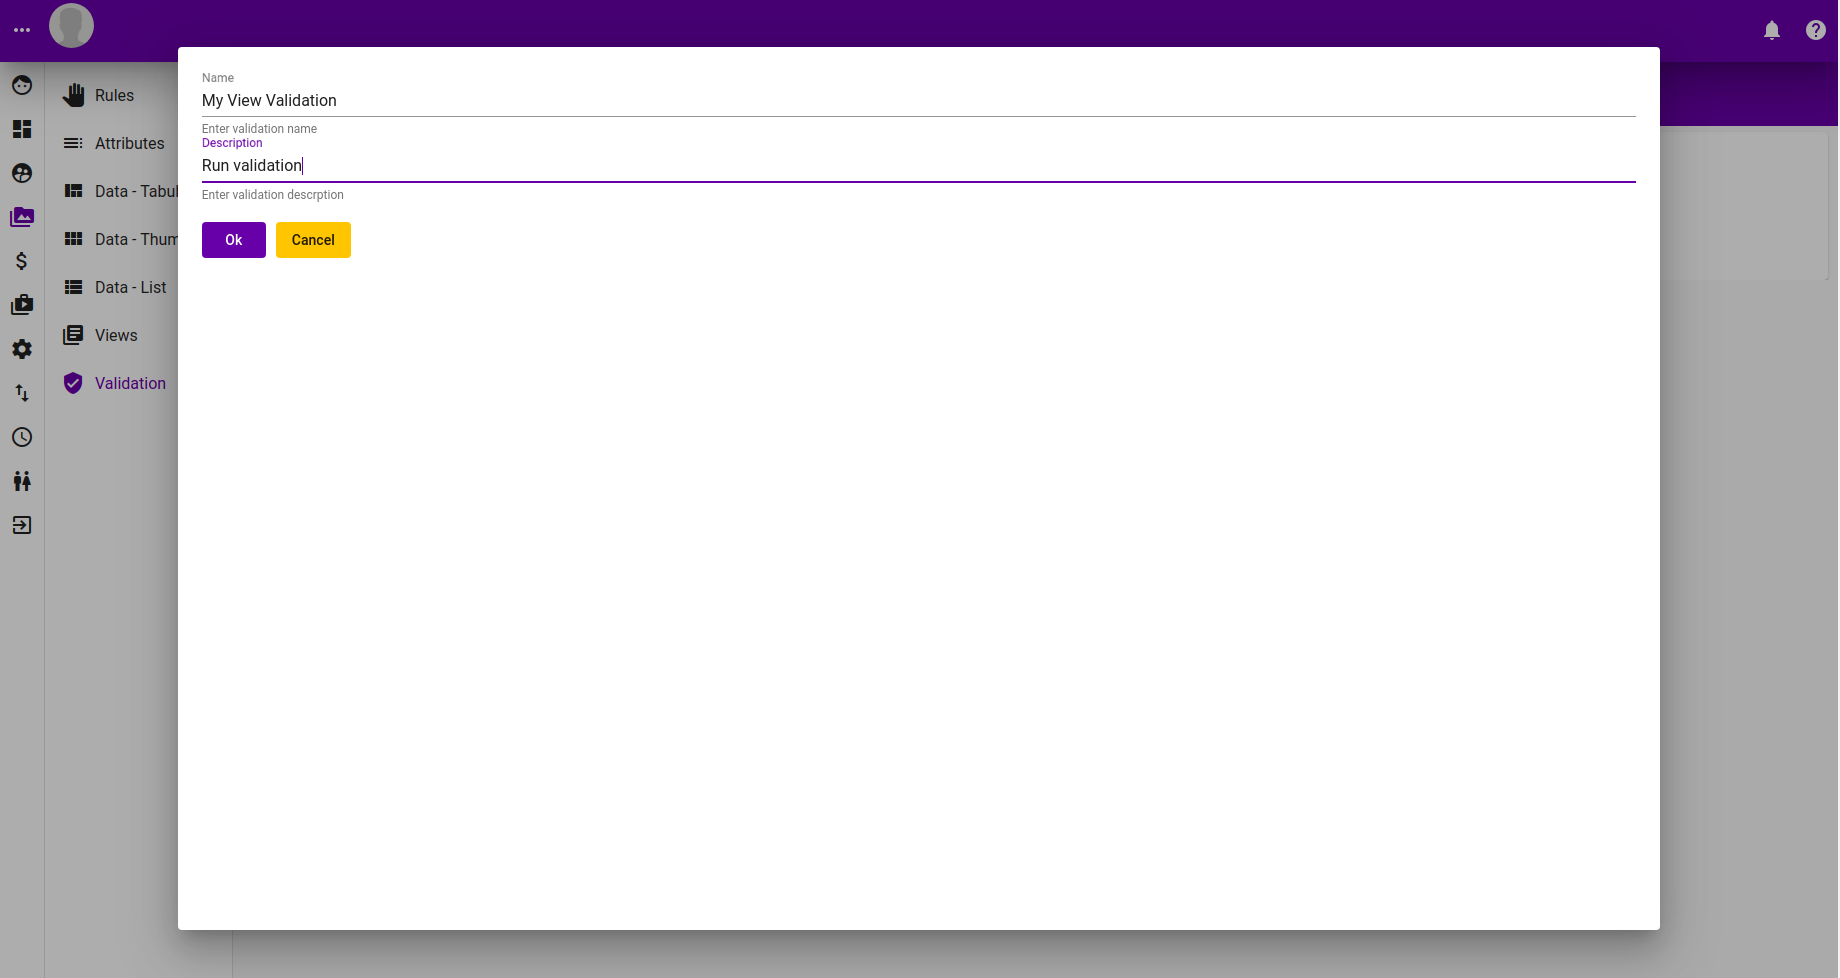 Rules
Attributes
Data - Tabul
Data - Thum
Data - List
Views
Validation
Name
My View Validation
Enter validation name
Description
Run validation
Enter validation descrption
Ok
Cancel